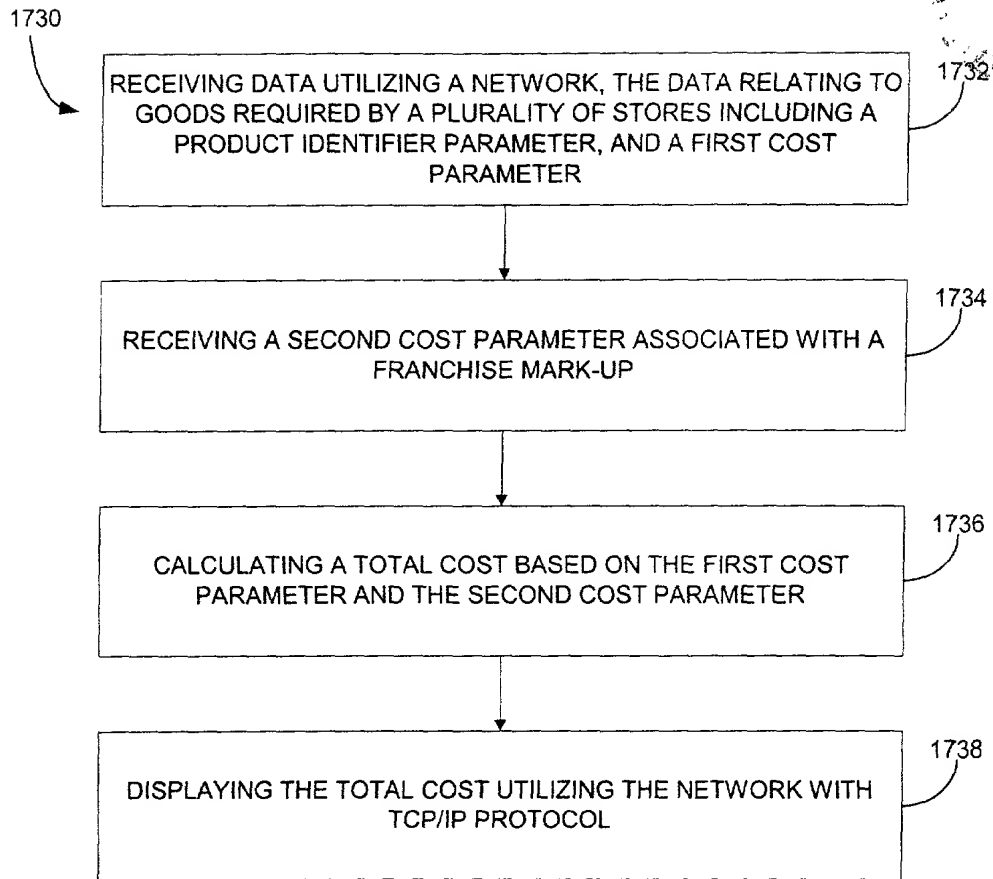 1730
1732
RECEIVING DATA UTILIZING A NETWORK, THE DATA RELATING TO
GOODS REQUIRED BY A PLURALITY OF STORES INCLUDING A
PRODUCT IDENTIFIER PARAMETER, AND A FIRST COST
PARAMETER
1734
RECEIVING A SECOND COST PARAMETER ASSOCIATED WITH A
FRANCHISE MARK-UP
1736
CALCULATING A TOTAL COST BASED ON THE FIRST COST
PARAMETER AND THE SECOND COST PARAMETER
1738
DISPLAYING THE TOTAL COST UTILIZING THE NETWORK WITH
TCP/IP PROTOCOL